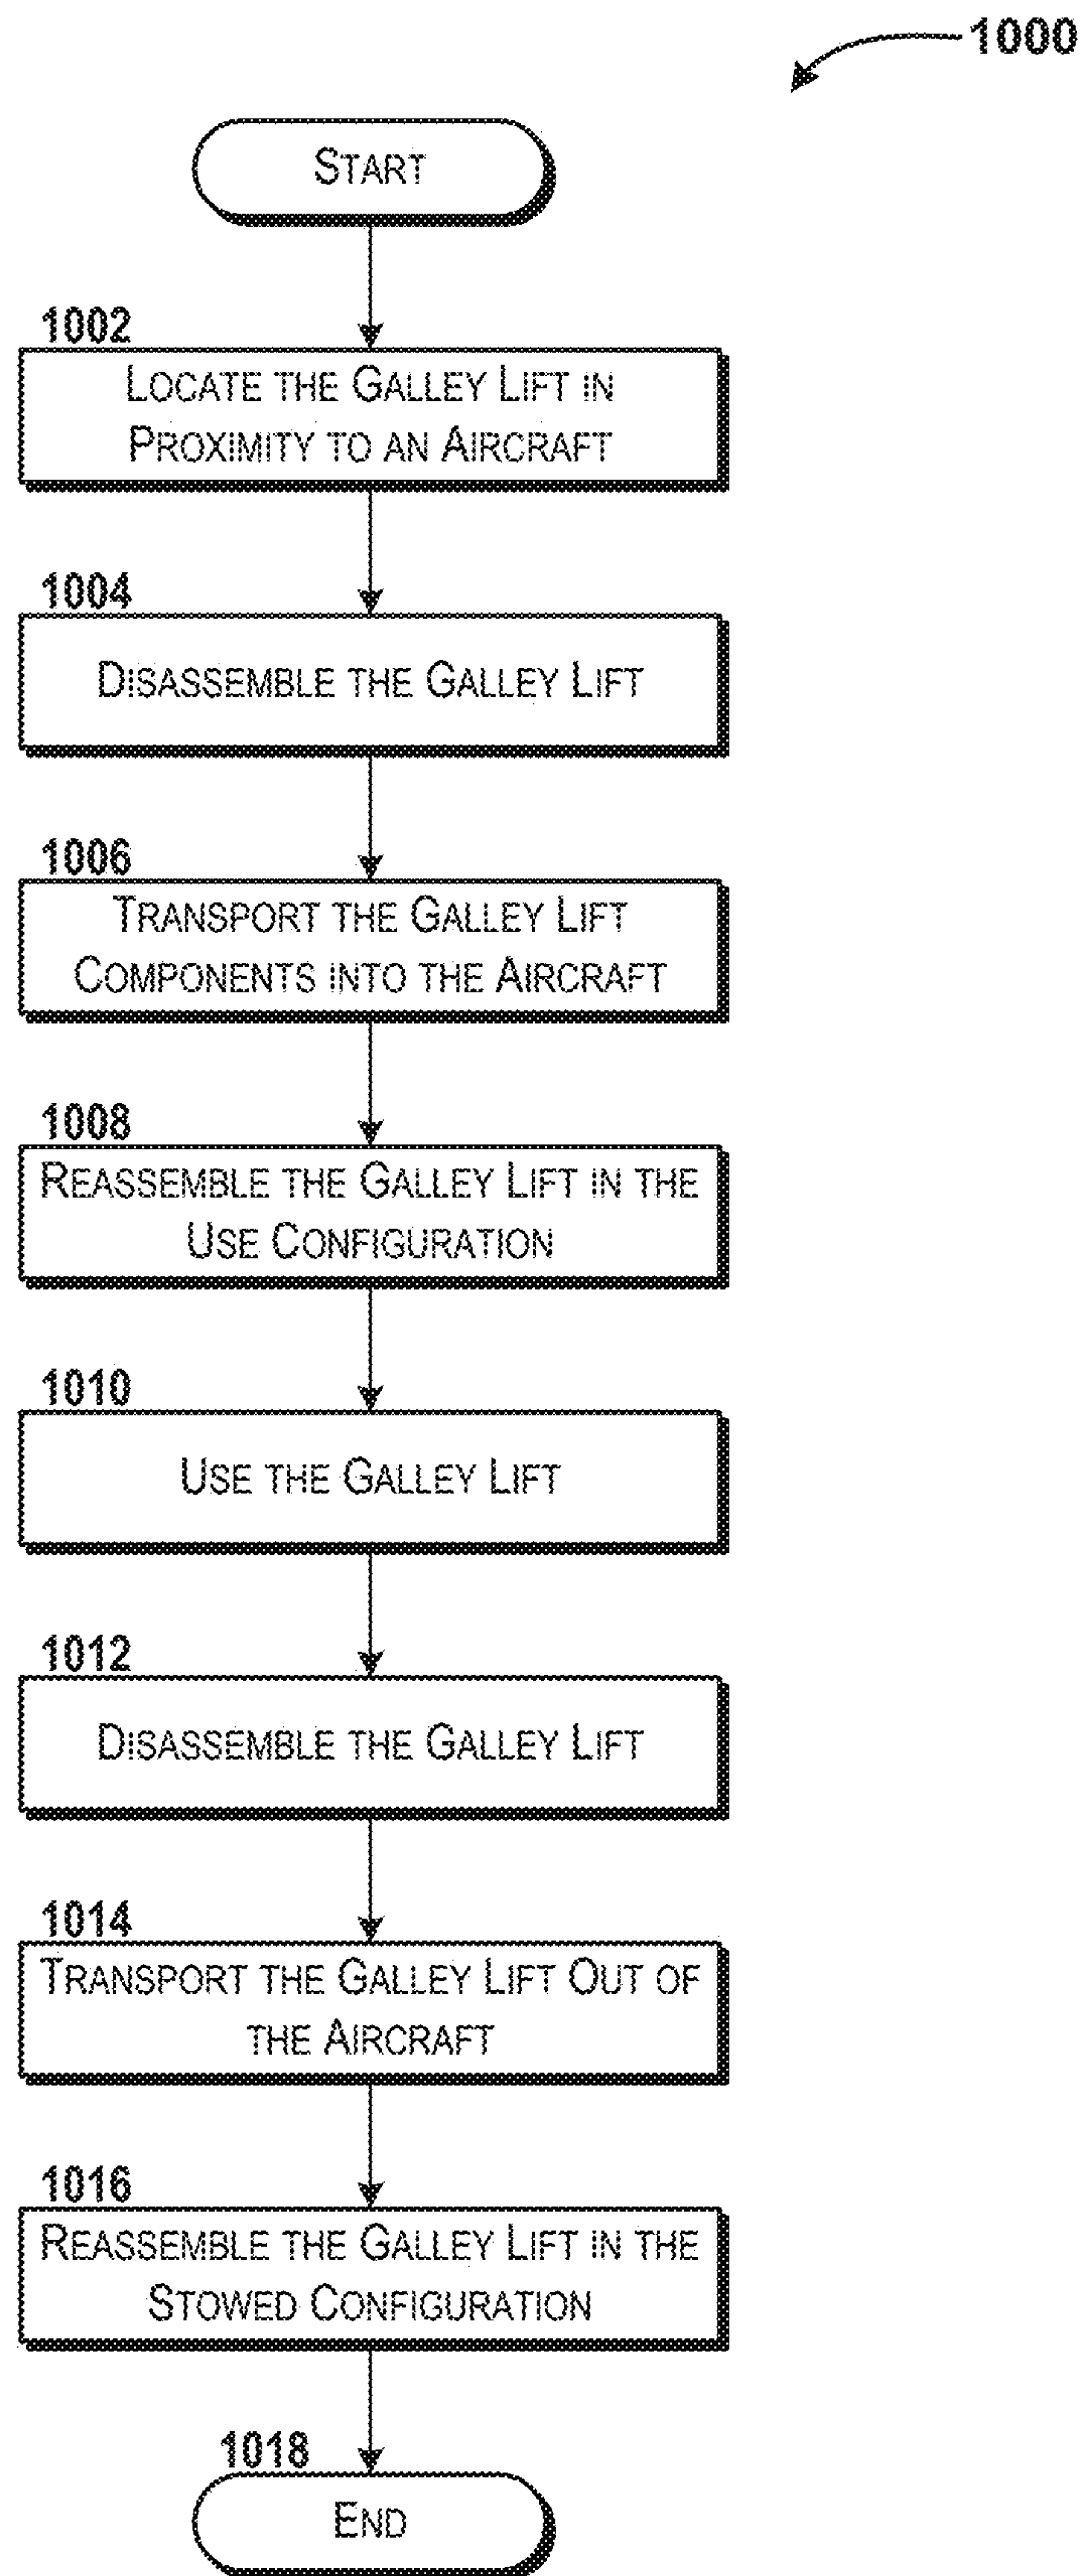 1000
START
1002
LOCATE THE GALLEY LIFT IN
PROXIMITY TO AN AIRCRAFT
1004
DISASSEMBLE THE GALLEY LIFT
1006
TRANSPORT THE GALLEY LIFT
COMPONENTS INTO THE AIRCRAFT
1008
REASSEMBLE THE GALLEY LIFT IN THE
USE CONFIGURATION
1010
USE THE GALLEY LIFT
1012
DISASSEMBLE THE GALLEY LIFT
1014
TRANSPORT THE GALLEY LIFT OUT OF
THE AIRCRAFT
1016
REASSEMBLE THE GALLEY LIFT IN THE
STOWED CONFIGURATION
1018
END